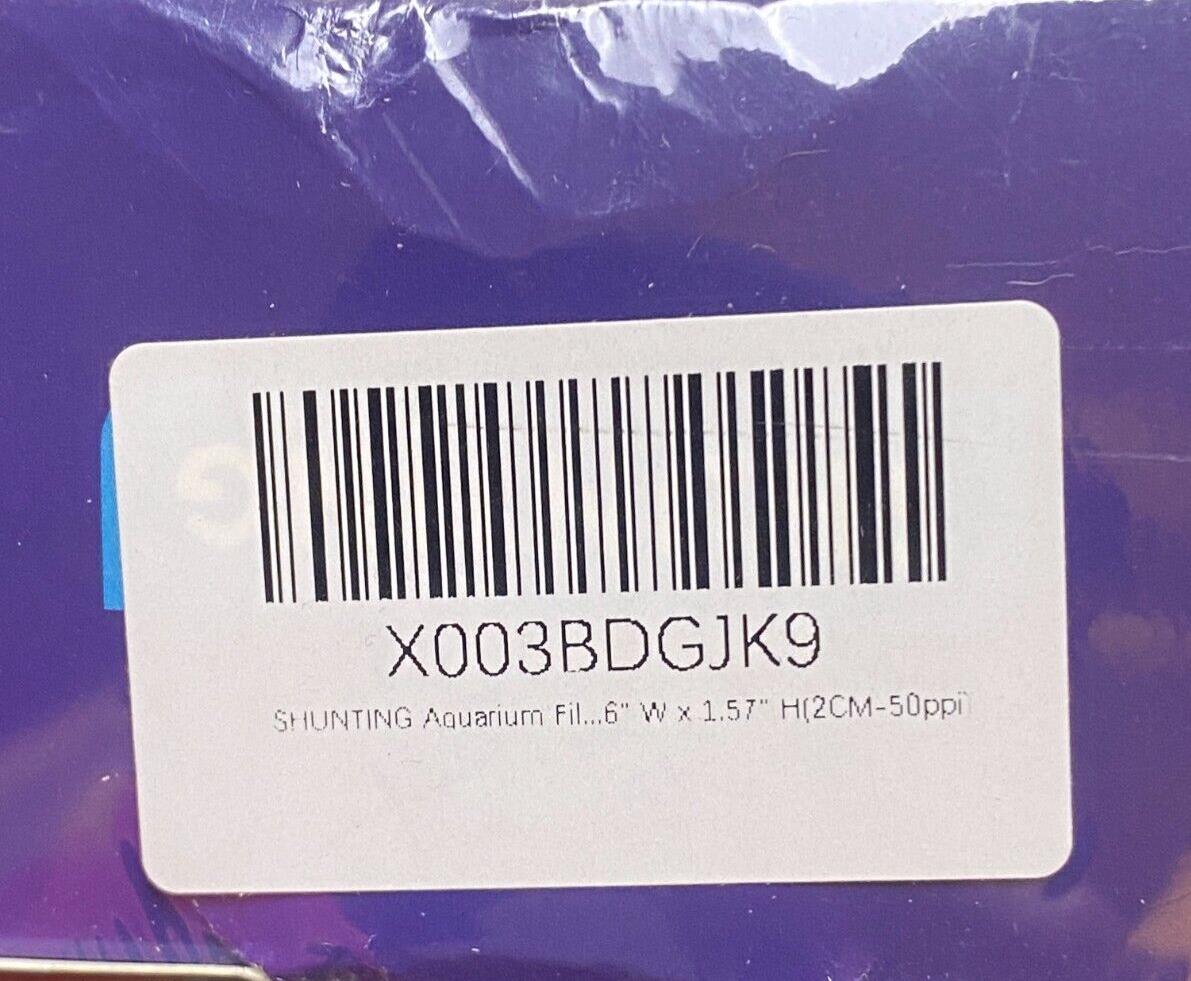 X003BDGJK9
SHUNTING Aquarium Fil...6" W x 1.57" H(2CM-50ppi)
G